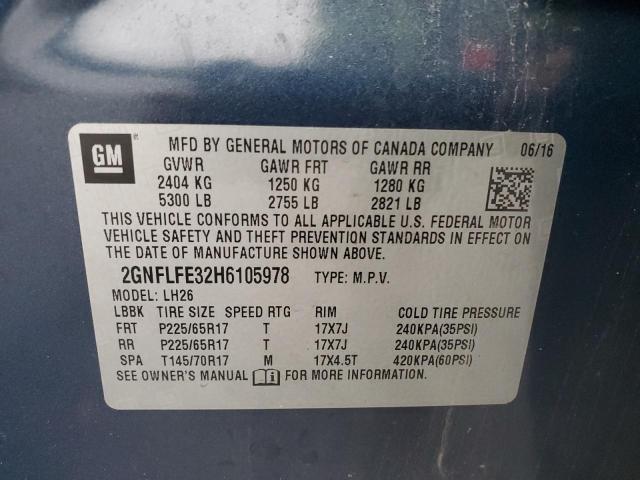 GM
MFD BY GENERAL MOTORS OF CANADA COMPANY 06/16
GVWR GAWR FRT GAWR RR
2404 KG 1250 KG 1280 KG
5300 LB 2755 LB 2821 LB
THIS VEHICLE CONFORMS TO ALL APPLICABLE U.S. FEDERAL MOTOR
VEHICLE SAFETY AND THEFT PREVENTION STANDARDS IN EFFECT ON
THE DATE OF MANUFACTURE SHOWN ABOVE.
2GNFLFE32H6105978 TYPE: M.P.V.
MODEL: LH26
LBBK TIRE SIZE SPEED RTG RIM COLD TIRE PRESSURE
FRT P225/65R17 T 17X7J 240KPA(35PSI)
RR P225/65R17 T 17X7J 240KPA(35PSI)
SPA T145/70R17 M 17X4.5T 420KPA(60PSI)
SEE OWNER'S MANUAL FOR MORE INFORMATION.